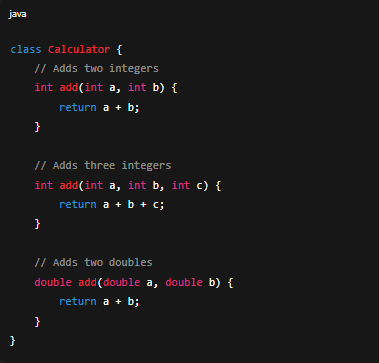 java
class Calculator {
    // Adds two integers
    int add(int a, int b) {
        return a + b;
    }

    // Adds three integers
    int add(int a, int b, int c) {
        return a + b + c;
    }

    // Adds two doubles
    double add(double a, double b) {
        return a + b;
    }
}